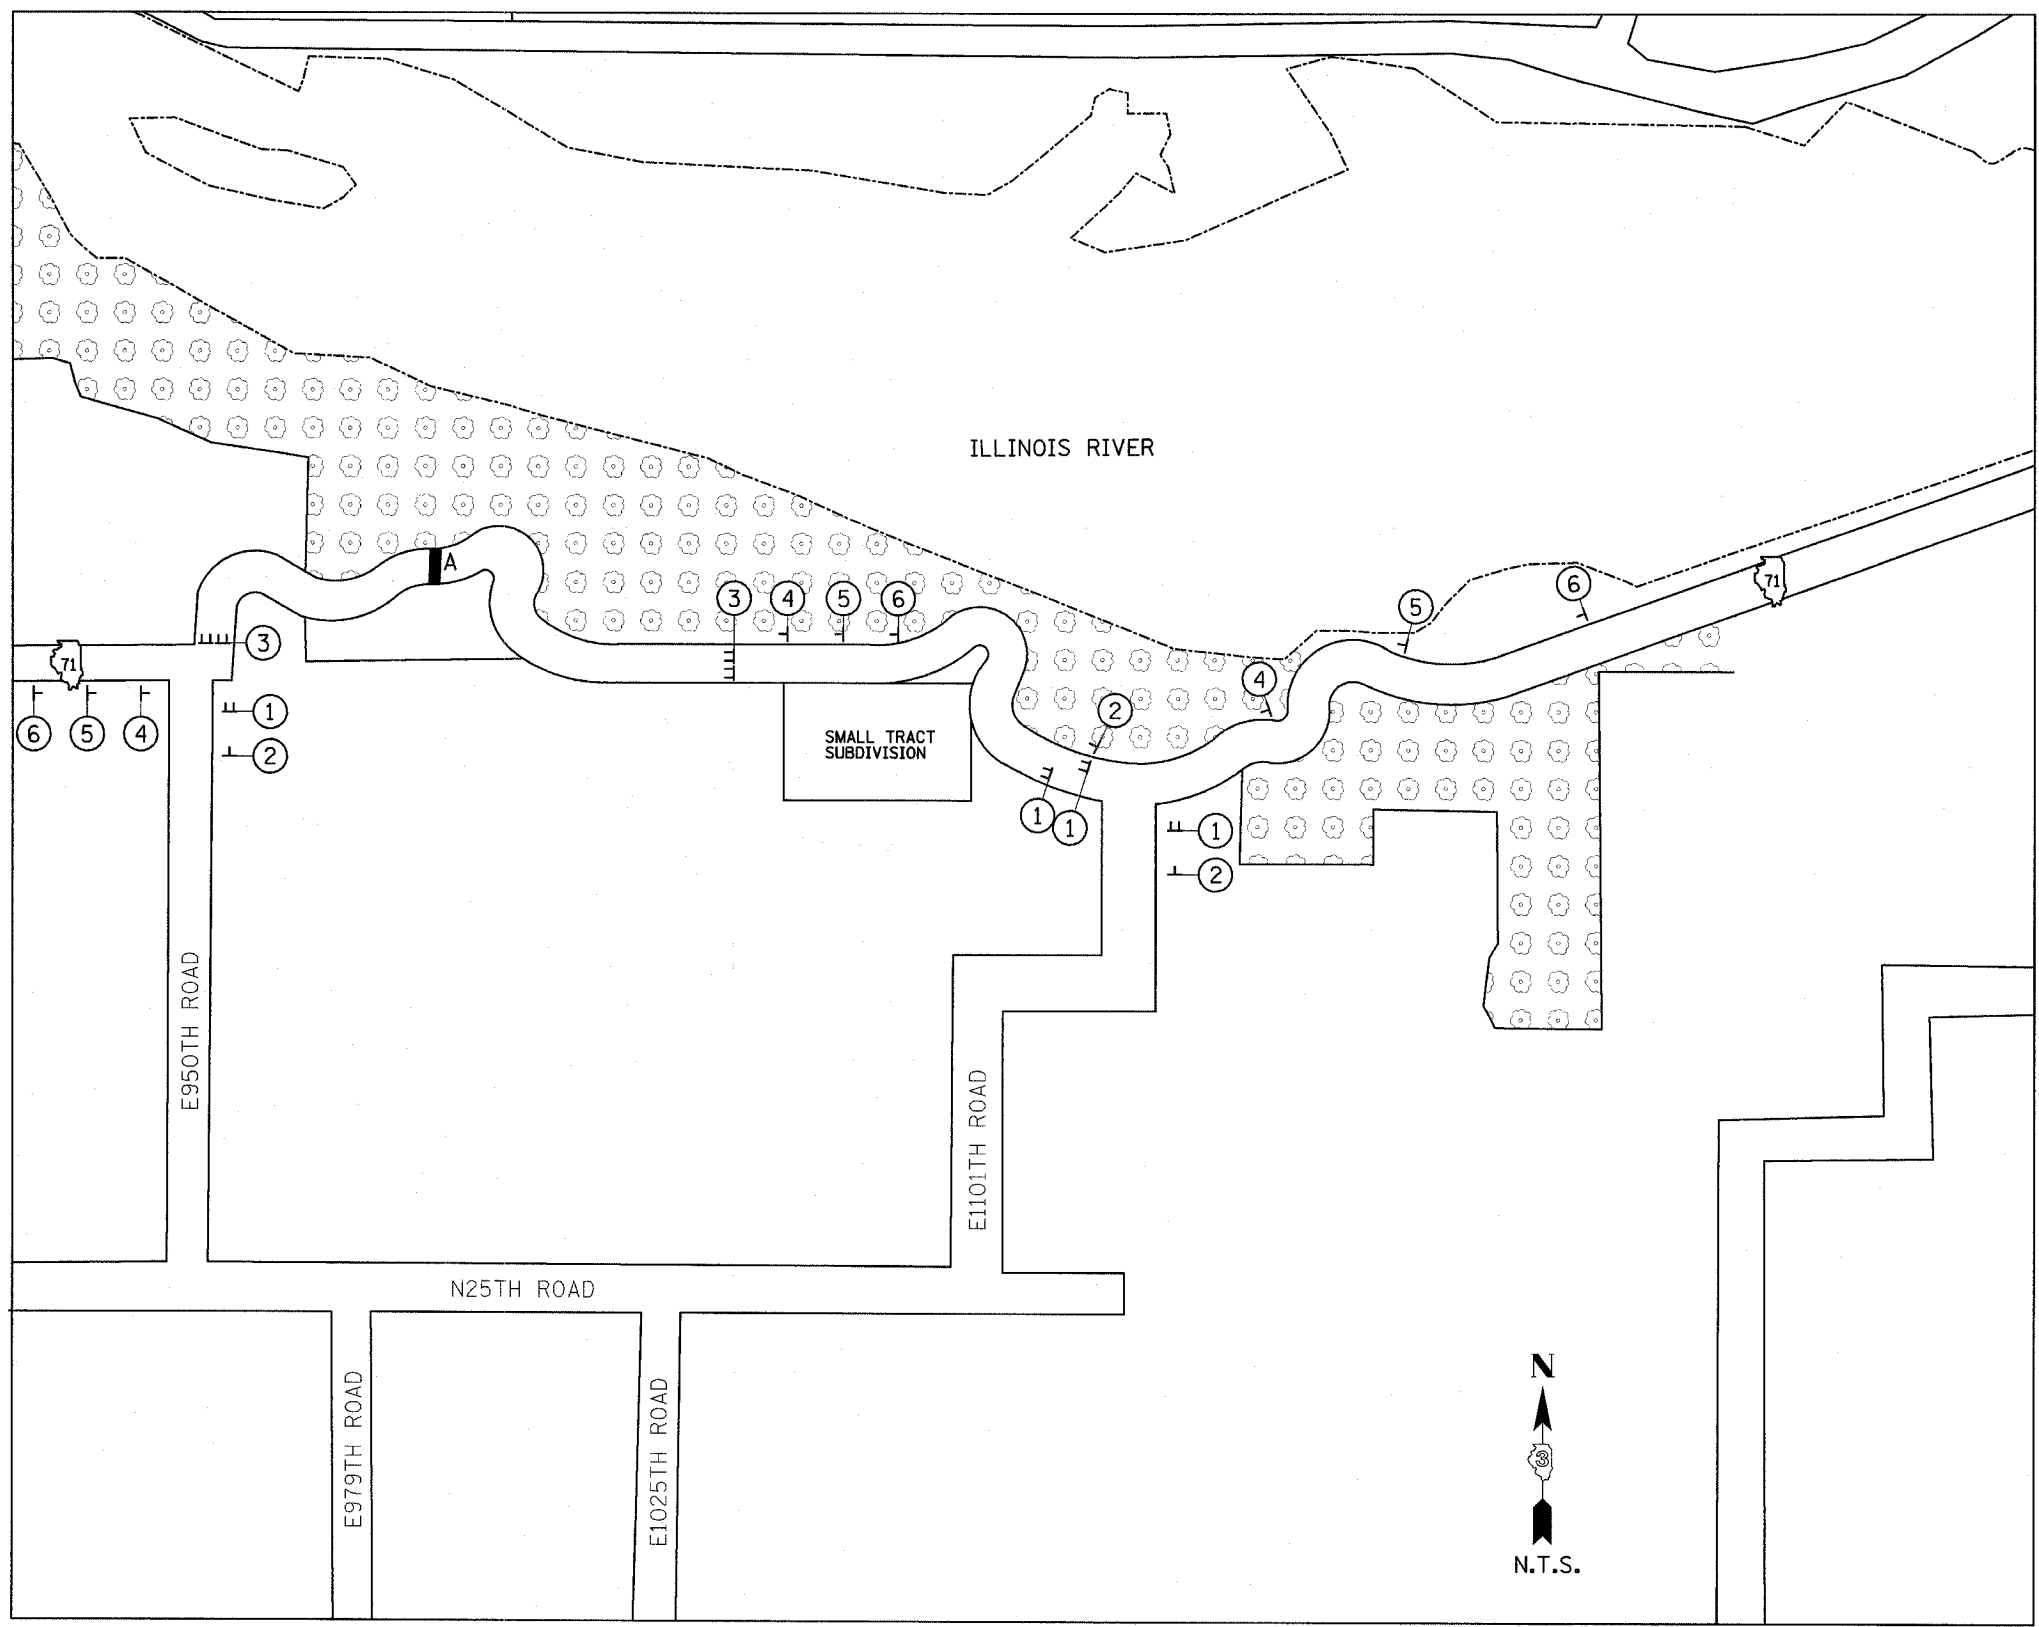 ILLINOIS RIVER
A
3
4
5
6
5
6
71
3
71
6
5
4
1
2
4
2
SMALL TRACT
SUBDIVISION
1
1
1
2
E950TH ROAD
E1101TH ROAD
N25TH ROAD
E979TH ROAD
E1025TH ROAD
N
3
N.T.S.